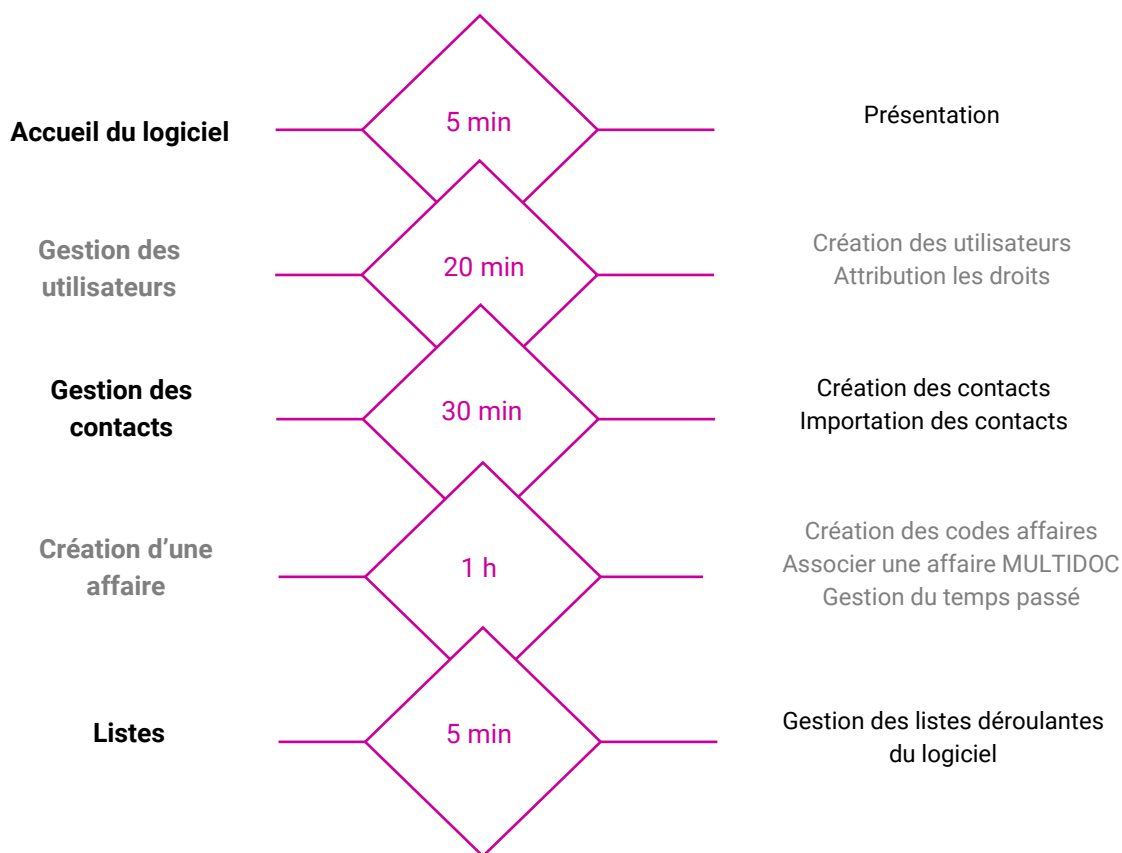 Accueil du logiciel
5 min
Présentation
Gestion des
utilisateurs
20 min
Création des utilisateurs
Attribution les droits
Gestion des
contacts
30 min
Création des contacts
Importation des contacts
Création d’une
affaire
1 h
Création des codes affaires
Associer une affaire MULTIDOC
Gestion du temps passé
Listes
5 min
Gestion des listes déroulantes
du logiciel